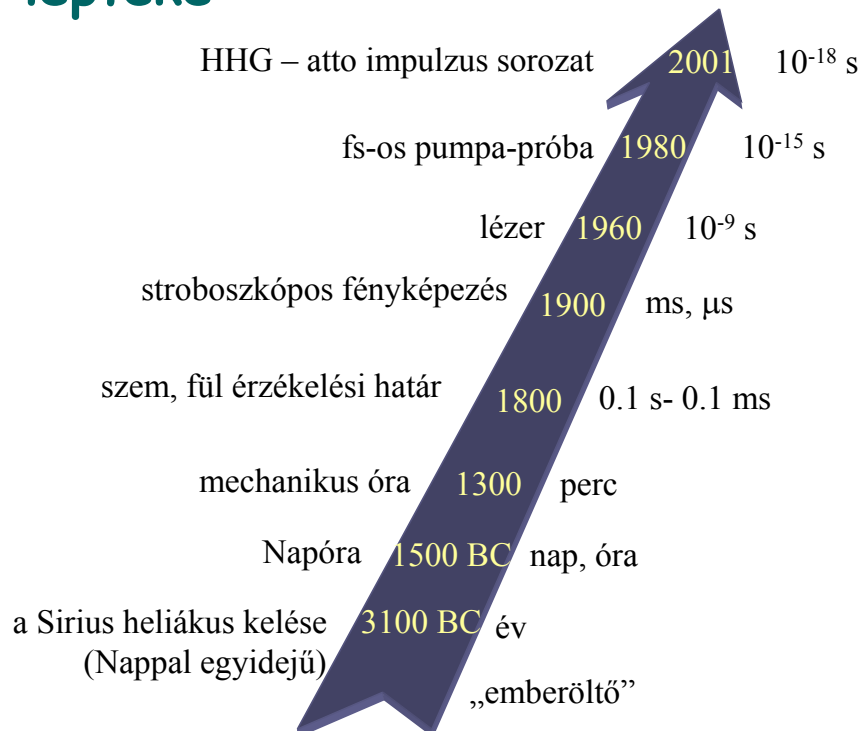 HHG – atto impulzus sorozat 2001 10⁻¹⁸ s
fs-os pumpa-próba 1980 10⁻¹⁵ s
lézer 1960 10⁻⁹ s
stroboszkópos fényképezés 1900 ms, μs
szem, fül érzékelési határ 1800 0.1 s- 0.1 ms
mechanikus óra 1300 perc
Napóra 1500 BC nap, óra
a Sirius heliákus kelése 3100 BC év
(Nappal egyidejű)
„emberöltő”